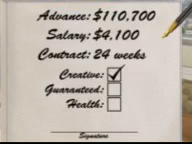 Advance: $110,700
Salary: $4,100
Contract: 24 weeks
Creative:
Guaranteed:
Health:
Signature